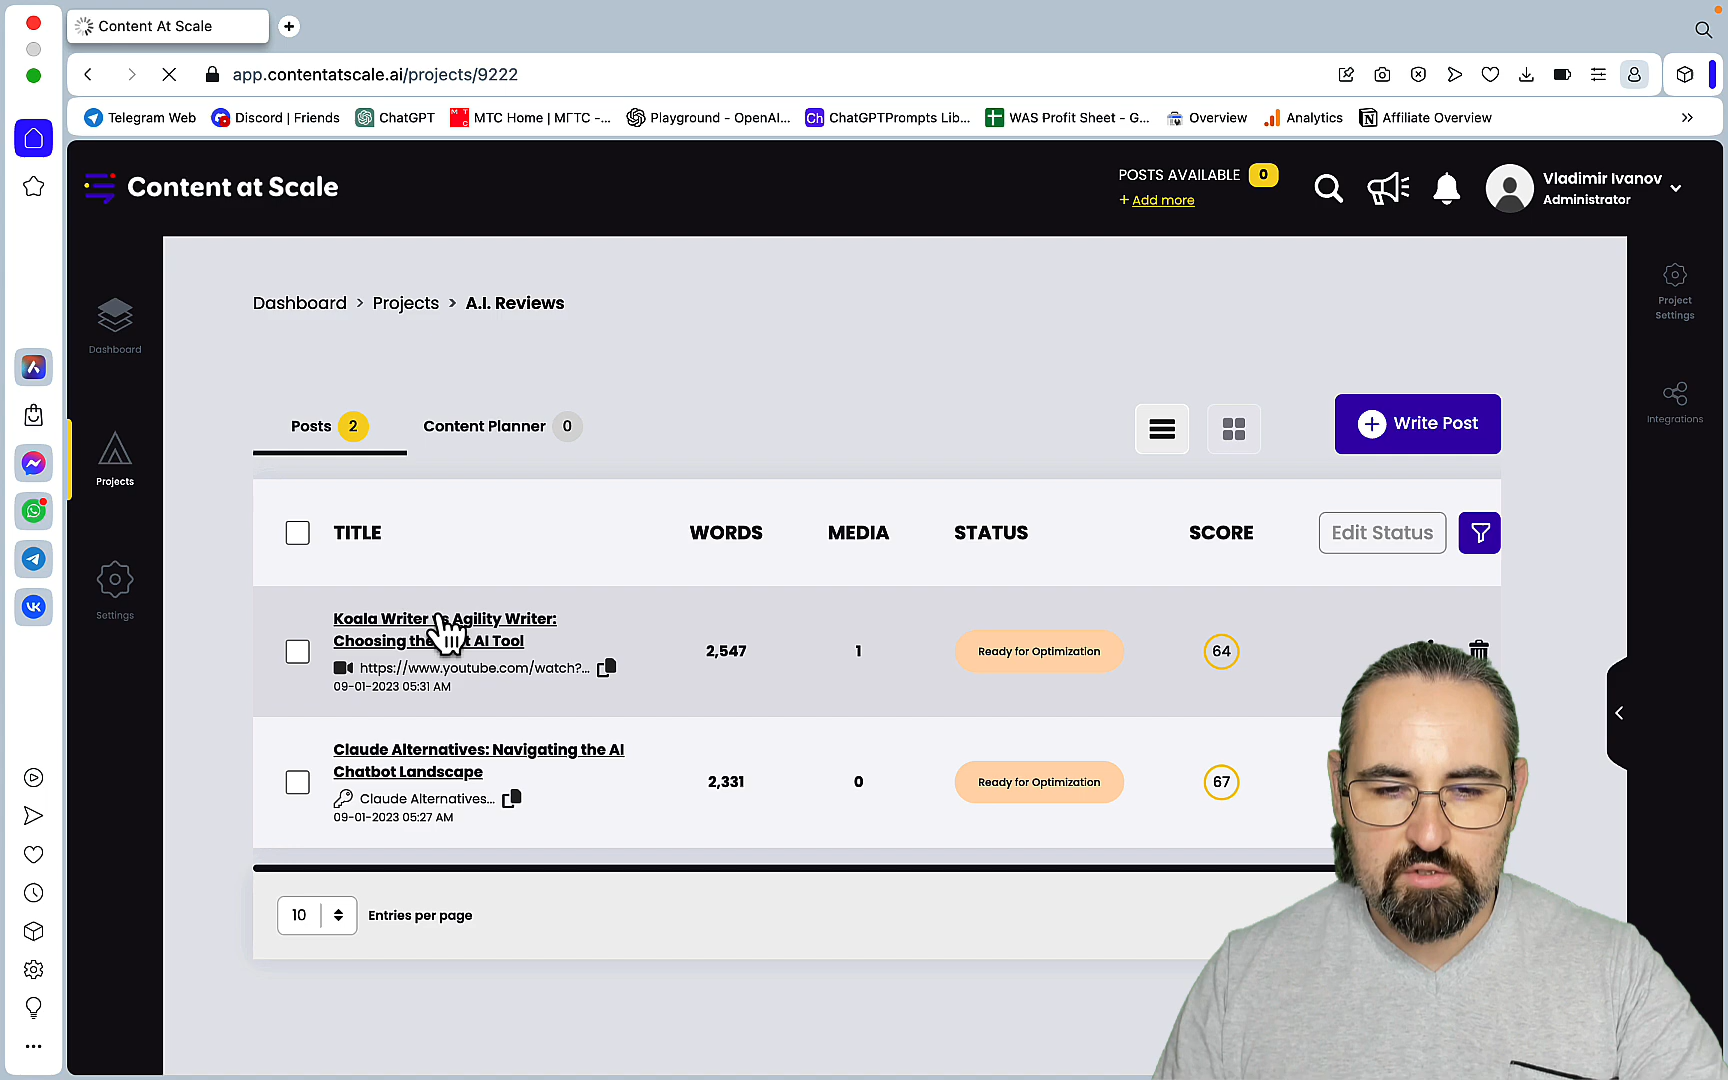 Content At Scale
app.contentatscale.ai/projects/9222
Telegram Web
Discord | Friends
ChatGPT
MTC Home | МГТС -...
Playground - OpenAI...
ChatGPTPrompts Lib...
WAS Profit Sheet - G...
Overview
Analytics
Affiliate Overview
Content at Scale
POSTS AVAILABLE 0
+ Add more
Vladimir Ivanov
Administrator
Dashboard > Projects > A.I. Reviews
Dashboard
Projects
Settings
Project
Settings
Integrations
Posts 2
Content Planner 0
Write Post
TITLE WORDS MEDIA STATUS SCORE Edit Status
Koala Writer Agility Writer:
Choosing the AI Tool
https://www.youtube.com/watch?...
09-01-2023 05:31 AM
2,547 1 Ready for Optimization 64
Claude Alternatives: Navigating the AI
Chatbot Landscape
Claude Alternatives...
09-01-2023 05:27 AM
2,331 0 Ready for Optimization 67
10 Entries per page